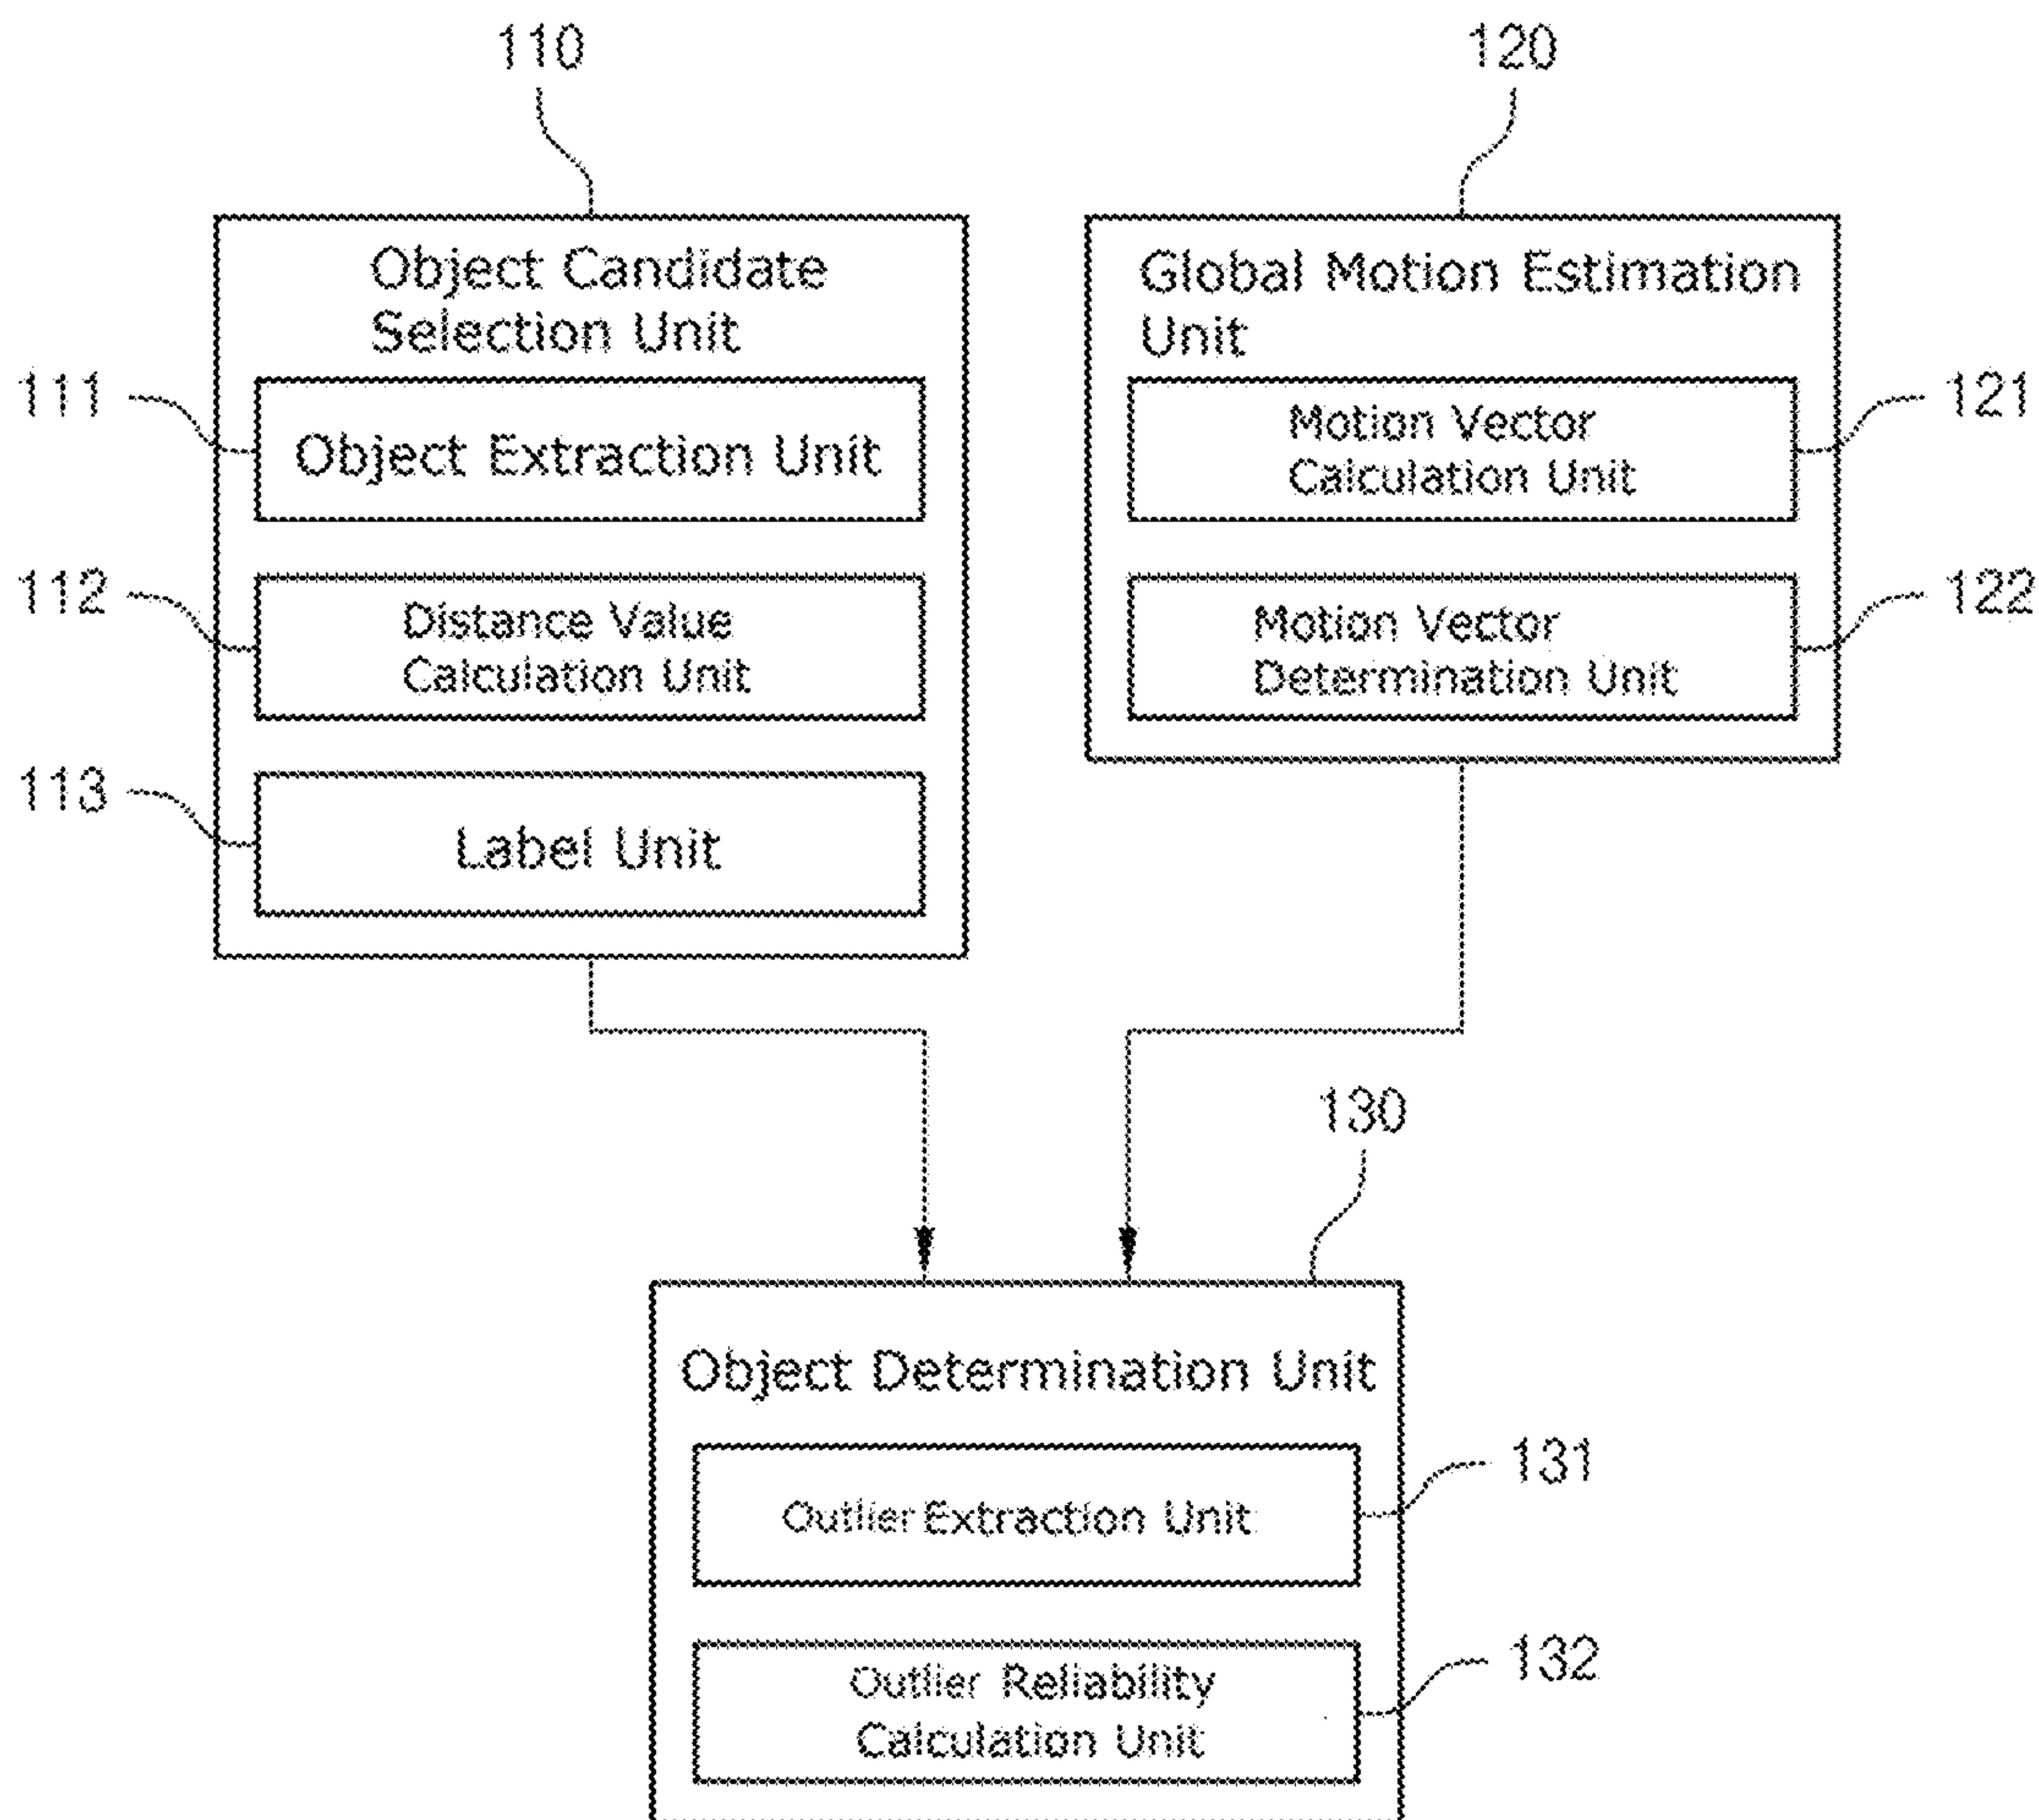 110
120
Object Candidate
Selection Unit
Global Motion Estimation
Unit
111
Object Extraction Unit
Motion Vector
Calculation Unit
121
112
Distance Value
Calculation Unit
Motion Vector
Determination Unit
122
113
Label Unit
130
Object Determination Unit
Outlier Extraction Unit
131
Outlier Reliability
Calculation Unit
132